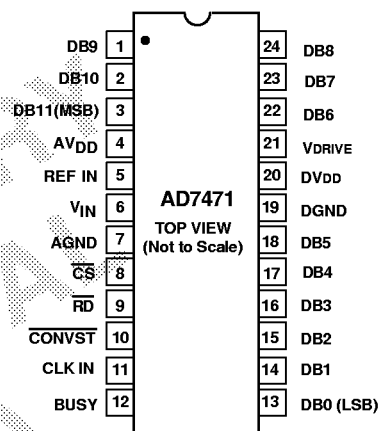 DB9 1 24 DB8
DB10 2 23 DB7
DB11(MSB) 3 22 DB6
AVDD 4 21 VDRIVE
REF IN 5 20 DVDD
VIN 6 19 DGND
AD7471
AGND 7 18 DB5
TOP VIEW
(Not to Scale)
CS 8 17 DB4
RD 9 16 DB3
CONVST 10 15 DB2
CLK IN 11 14 DB1
BUSY 12 13 DB0 (LSB)